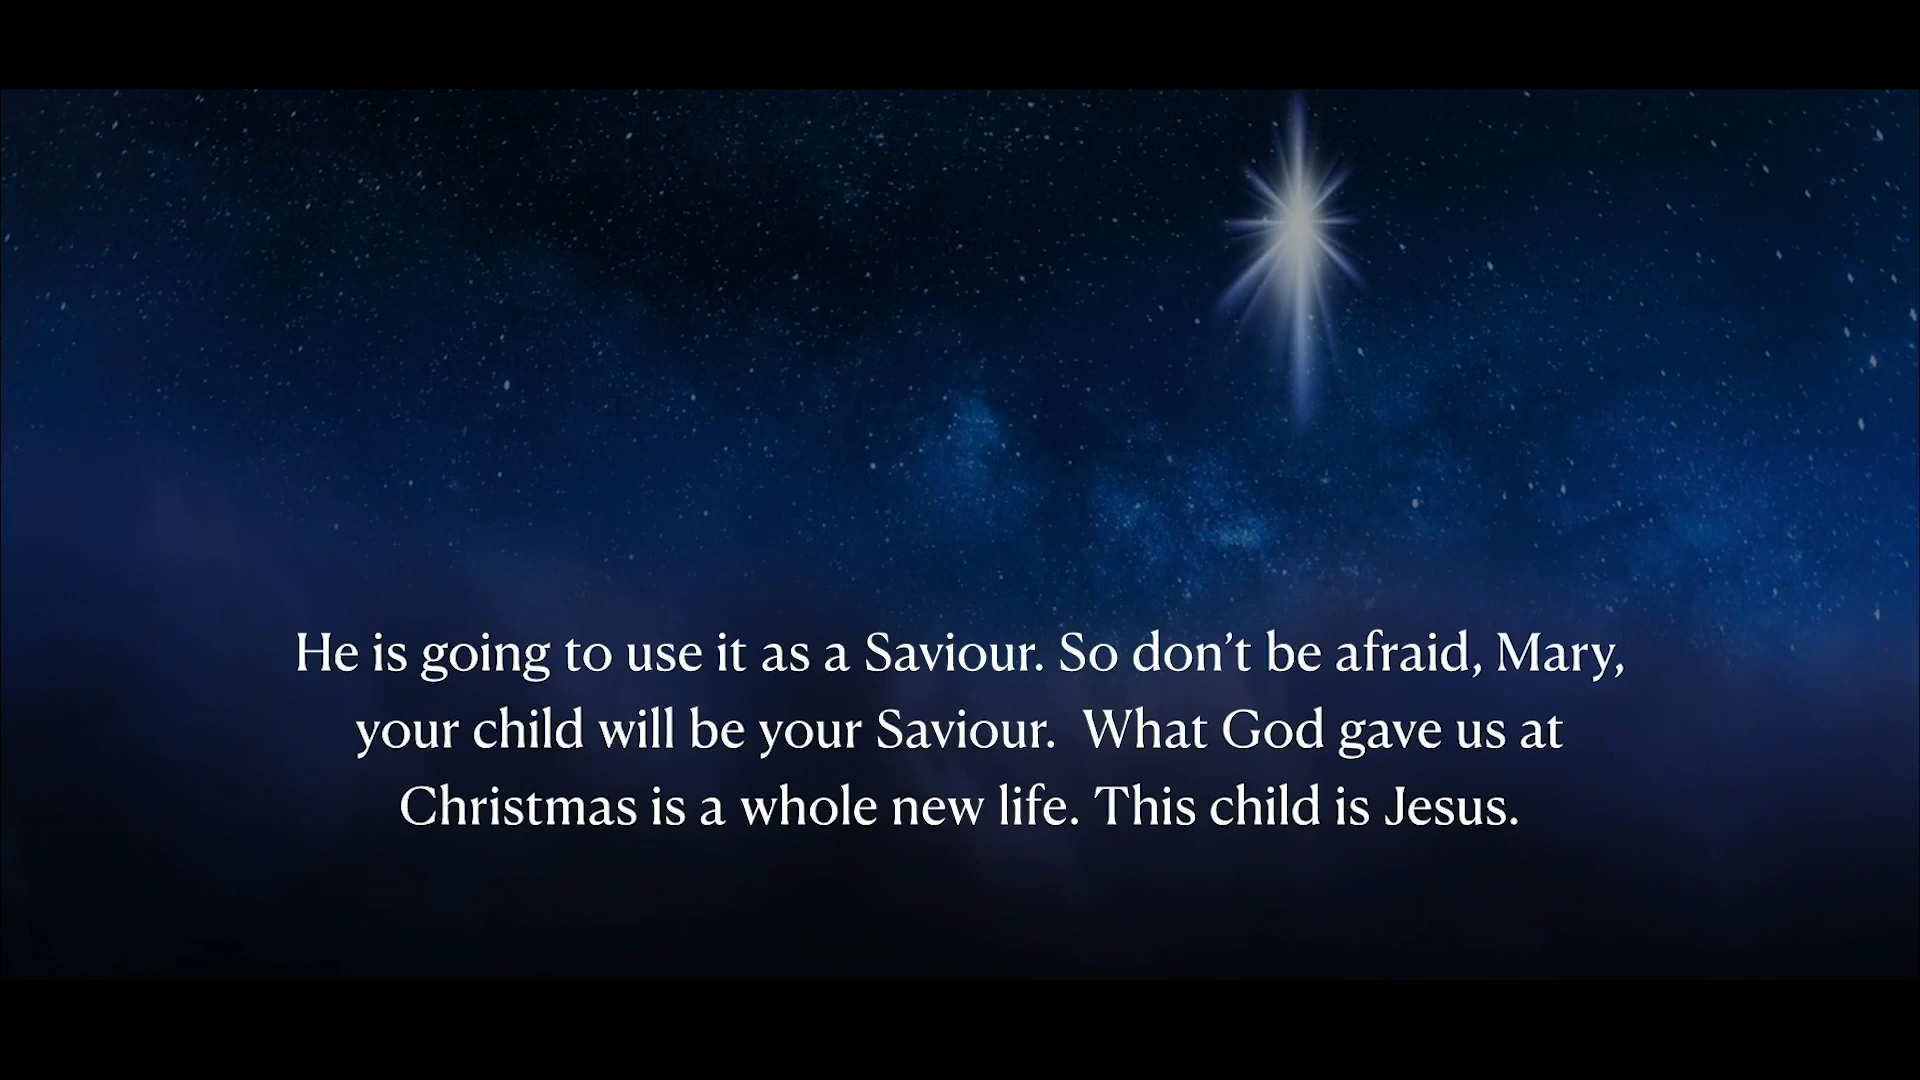 He is going to use it as a Saviour. So don’t be afraid, Mary,
your child will be your Saviour.  What God gave us at
Christmas is a whole new life. This child is Jesus.